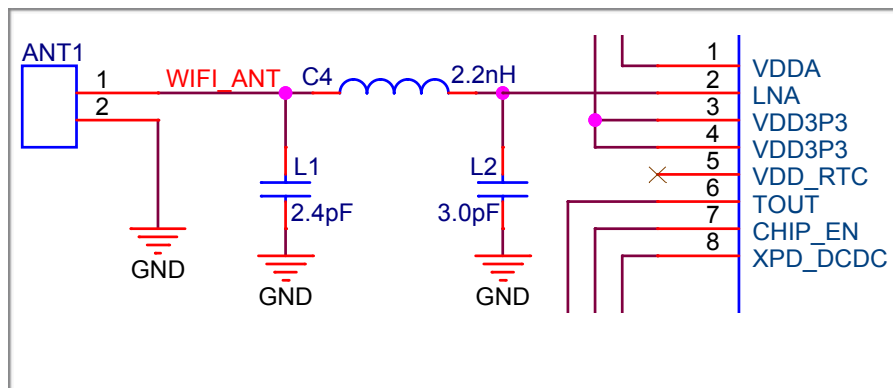 ANT1
1
2
WIFI_ANT
C4
2.2nH
L1
2.4pF
L2
3.0pF
GND
GND
GND
1 VDDA
2 LNA
3 VDD3P3
4 VDD3P3
5 VDD_RTC
6 TOUT
7 CHIP_EN
8 XPD_DCDC